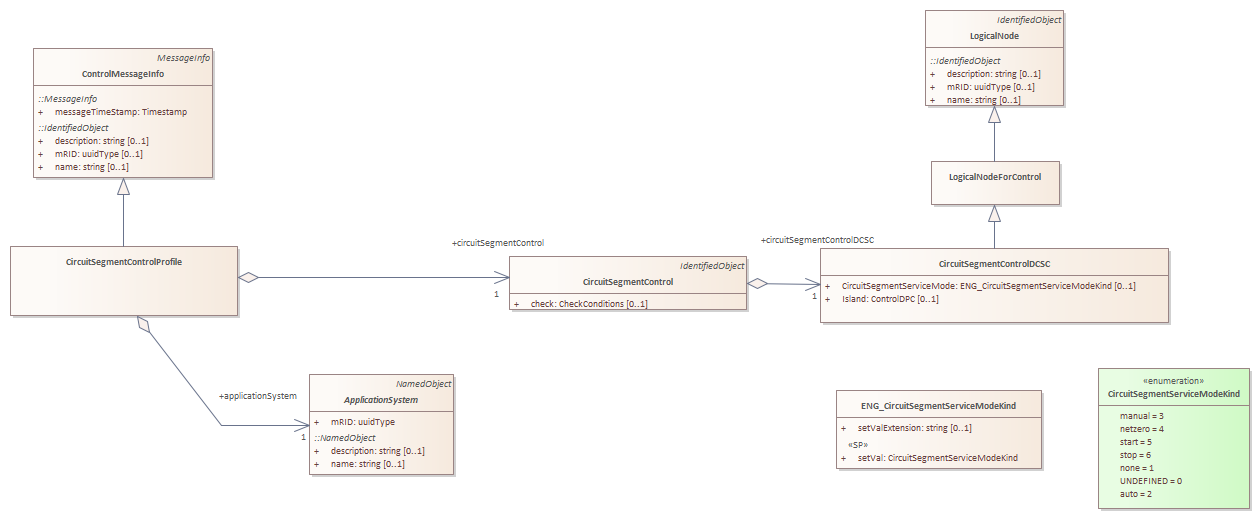 MessageInfo
ControlMessageInfo
::MessageInfo
+ messageTimeStamp: Timestamp
::IdentifiedObject
+ description: string [0..1]
+ mRID: uuidType [0..1]
+ name: string [0..1]
IdentifiedObject
LogicalNode
::IdentifiedObject
+ description: string [0..1]
+ mRID: uuidType [0..1]
+ name: string [0..1]
LogicalNodeForControl
CircuitSegmentControlProfile
+circuitSegmentControl
1
IdentifiedObject
CircuitSegmentControl
+ check: CheckConditions [0..1]
+circuitSegmentControlDCSC
1
CircuitSegmentControlDCSC
+ CircuitSegmentServiceMode: ENG_CircuitSegmentServiceModeKind [0..1]
+ Island: ControlDPC [0..1]
+applicationSystem
1
NamedObject
ApplicationSystem
+ mRID: uuidType
::NamedObject
+ description: string [0..1]
+ name: string [0..1]
ENG_CircuitSegmentServiceModeKind
+ setValExtension: string [0..1]
«SP»
+ setVal: CircuitSegmentServiceModeKind
«enumeration»
CircuitSegmentServiceModeKind
manual = 3
netzero = 4
start = 5
stop = 6
none = 1
UNDEFINED = 0
auto = 2